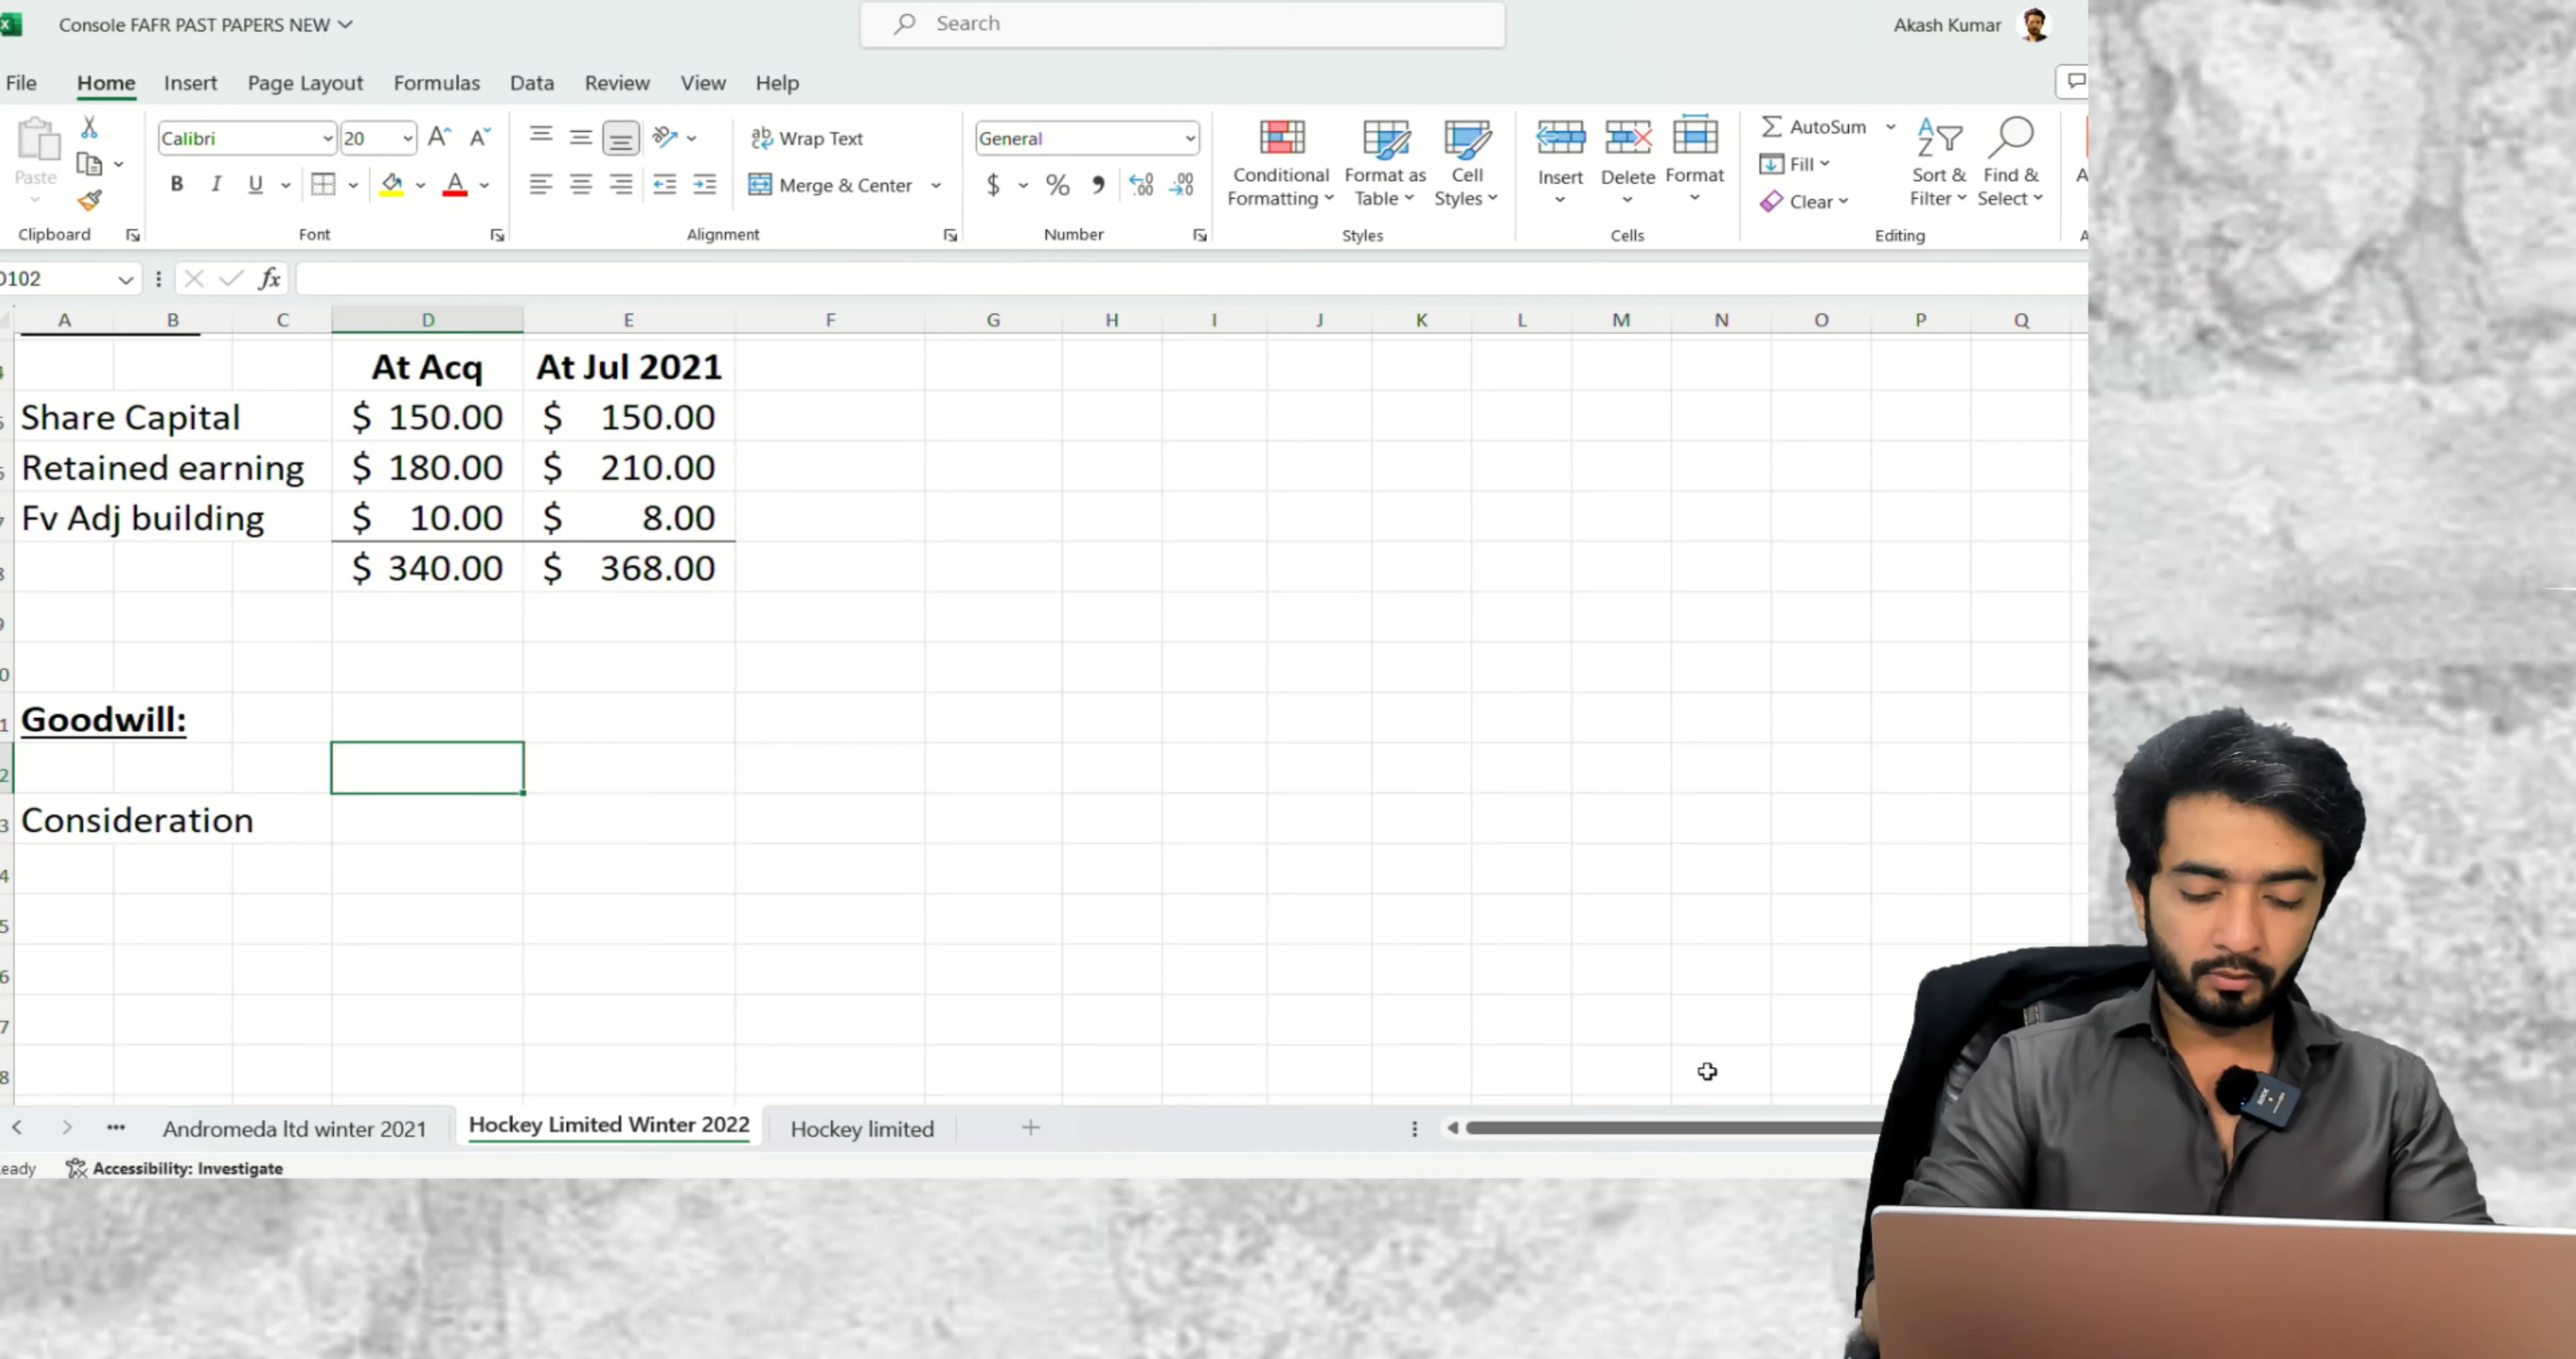 Console FAFR PAST PAPERS NEW
Search
Akash Kumar
File Home Insert Page Layout Formulas Data Review View Help
Paste
Clipboard
Calibri 20
B I U
Font
Wrap Text
Merge & Center
Alignment
General
$ %
Number
Conditional Formatting
Format as Table
Cell Styles
Styles
Insert Delete Format
Cells
AutoSum
Fill
Clear
Sort & Filter
Find & Select
Editing
fx
A B C D E F G H I J K L M N O P Q
At Acq At Jul 2021
Share Capital $ 150.00 $ 150.00
Retained earning $ 180.00 $ 210.00
Fv Adj building $ 10.00 $ 8.00
$ 340.00 $ 368.00
Goodwill:
Consideration
Andromeda ltd winter 2021 Hockey Limited Winter 2022 Hockey limited
Accessibility: Investigate